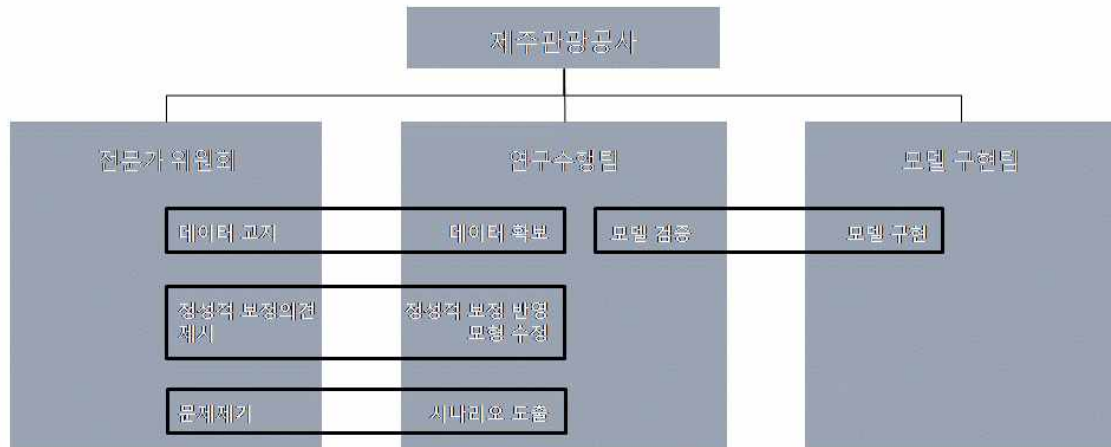 제주관광공사
전문가 위원회
연구수행팀
모델 구현팀
데이터 교지
데이터 확보
모델 검증
모델 구현
정성적 보정의견
제시
정성적 보정 반영
모형 수정
문제제기
시나리오 도출